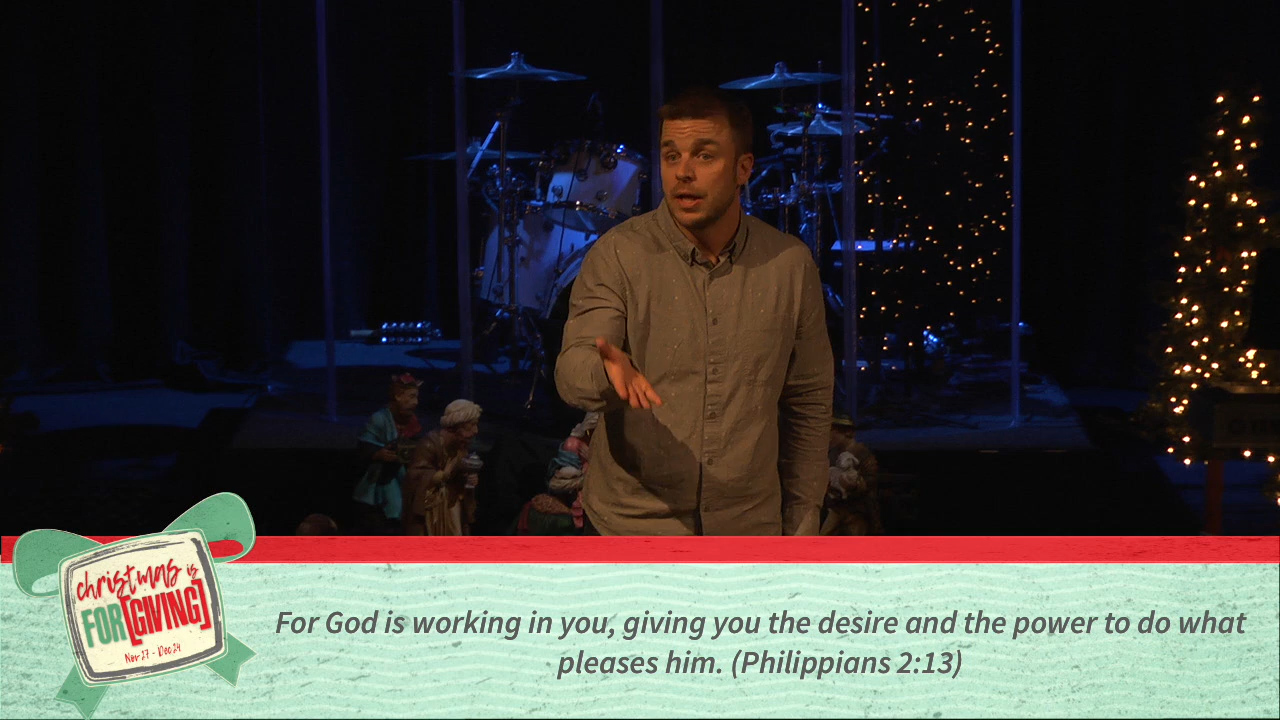 christmas is
FOR[GIVING]
Nov 27 - Dec 24
For God is working in you, giving you the desire and the power to do what
pleases him. (Philippians 2:13)